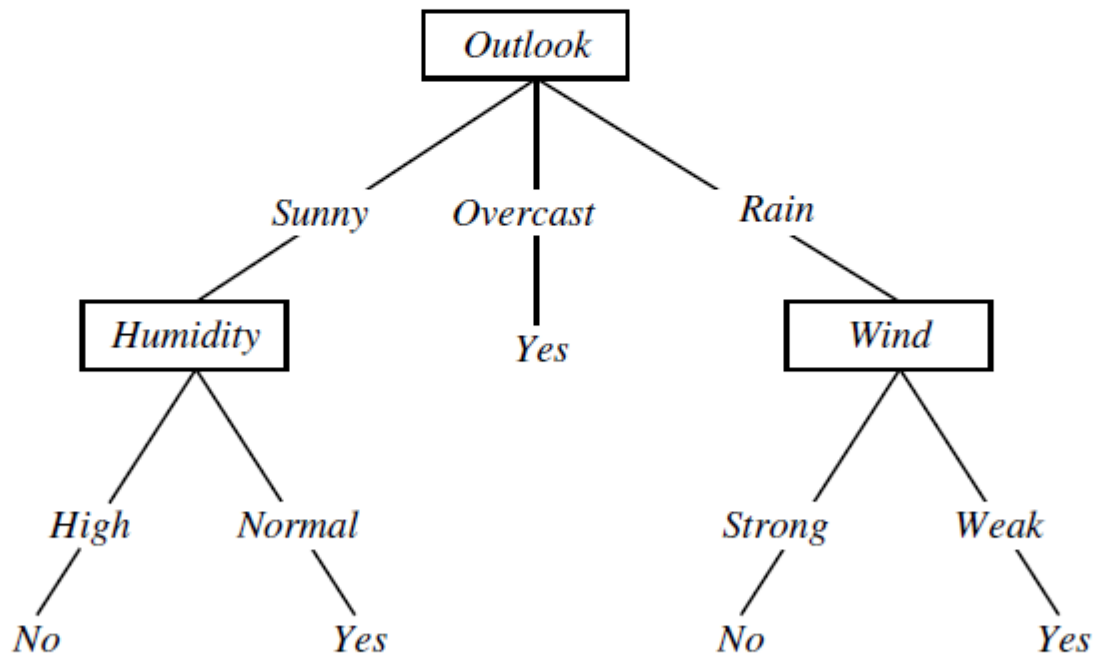 Outlook
Sunny Overcast Rain
Humidity Yes Wind
High Normal Strong Weak
No Yes No Yes